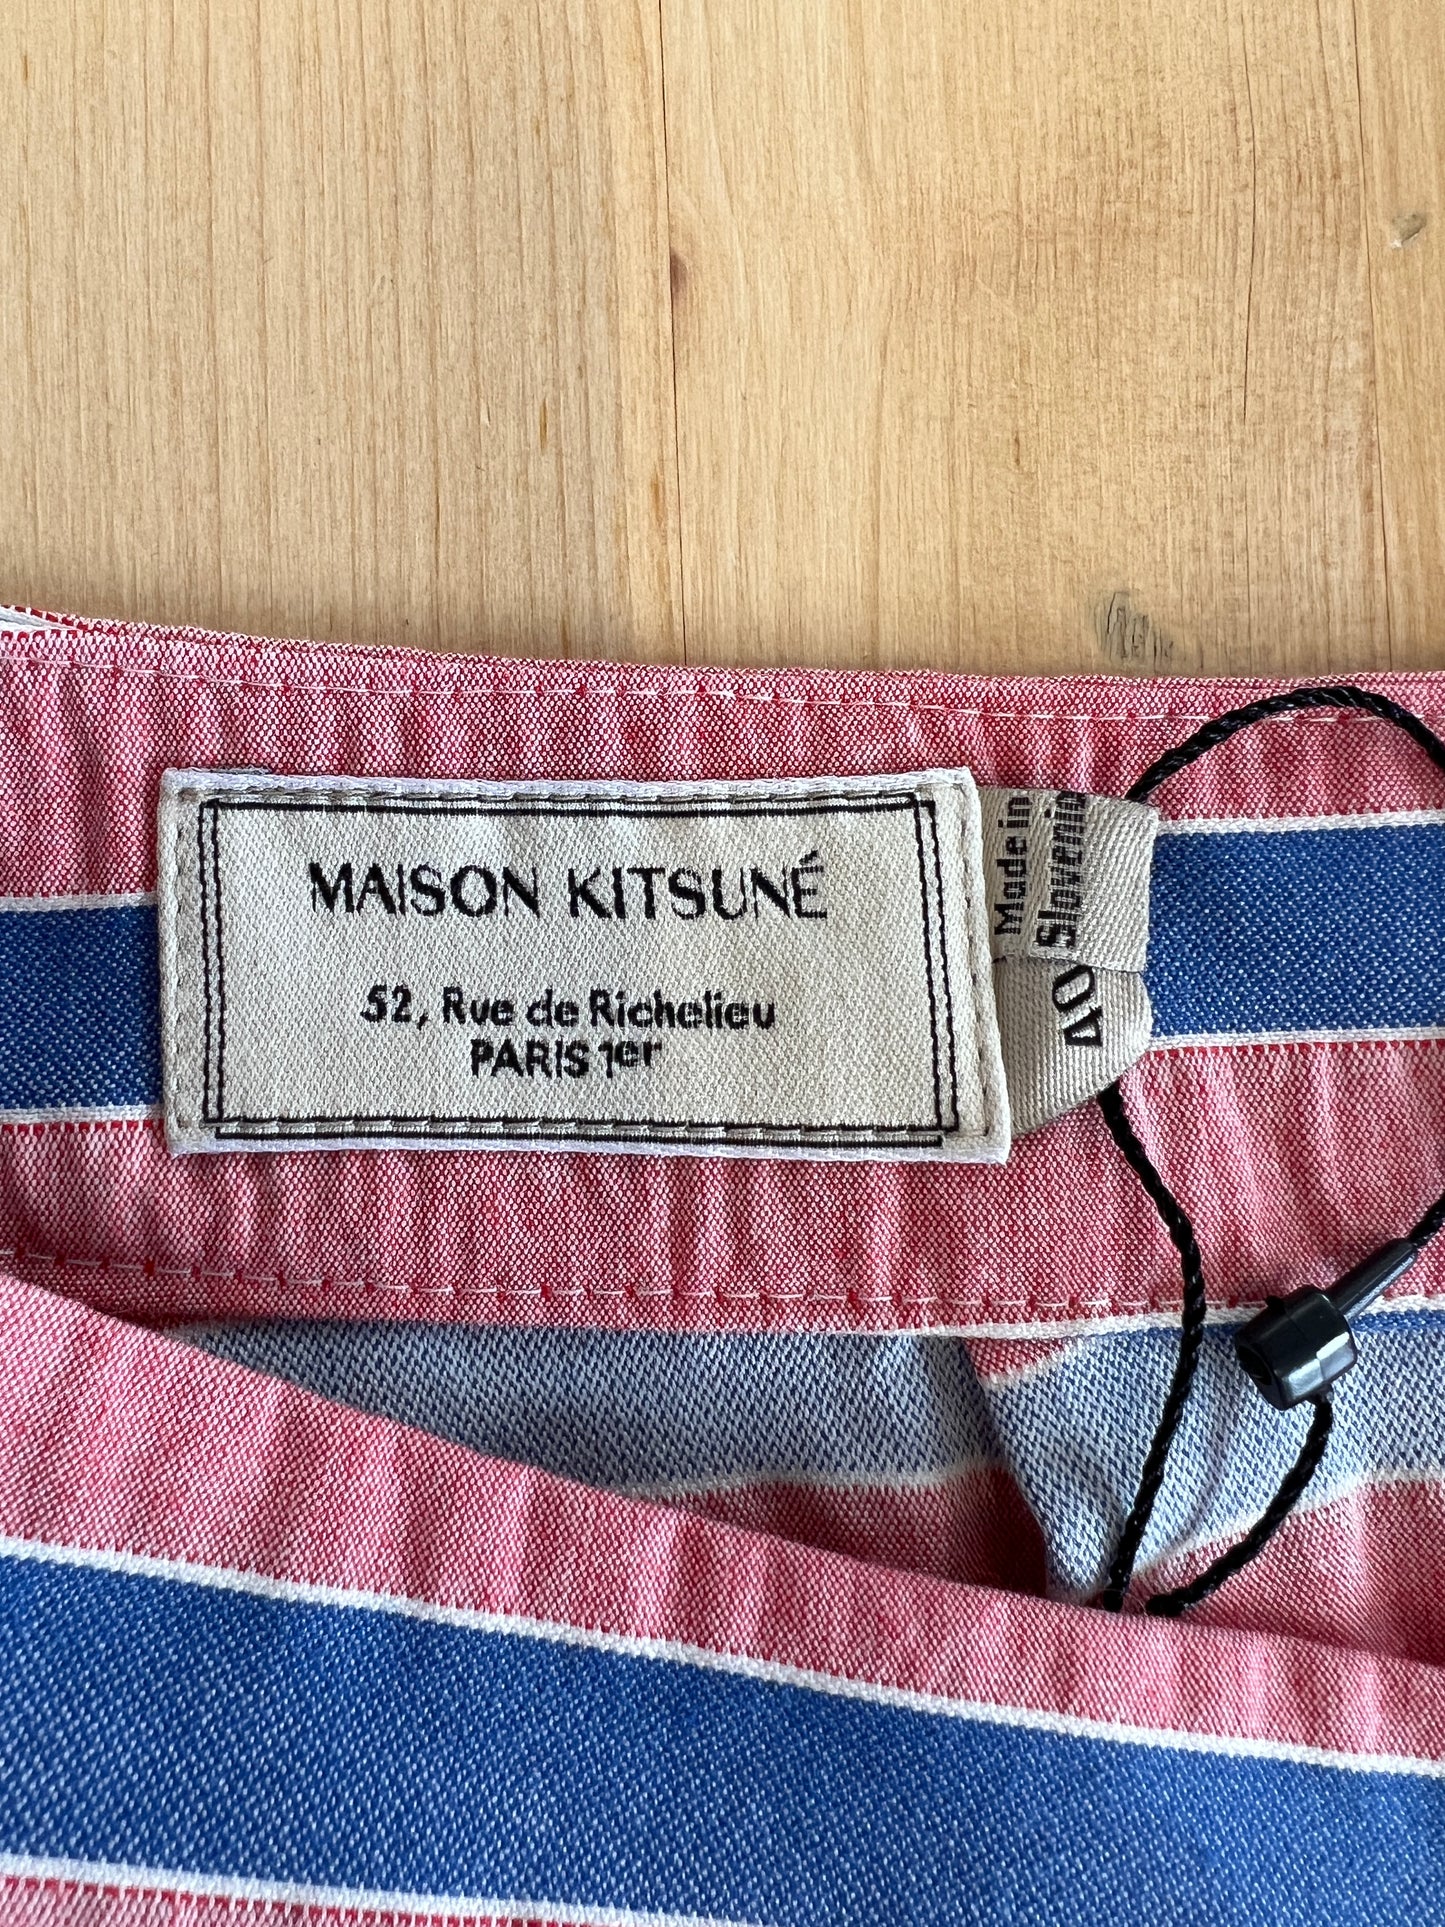 MAISON KITSUNÉ
52, Rue de Richelieu
PARIS 1er
Made in
Slovenia
40